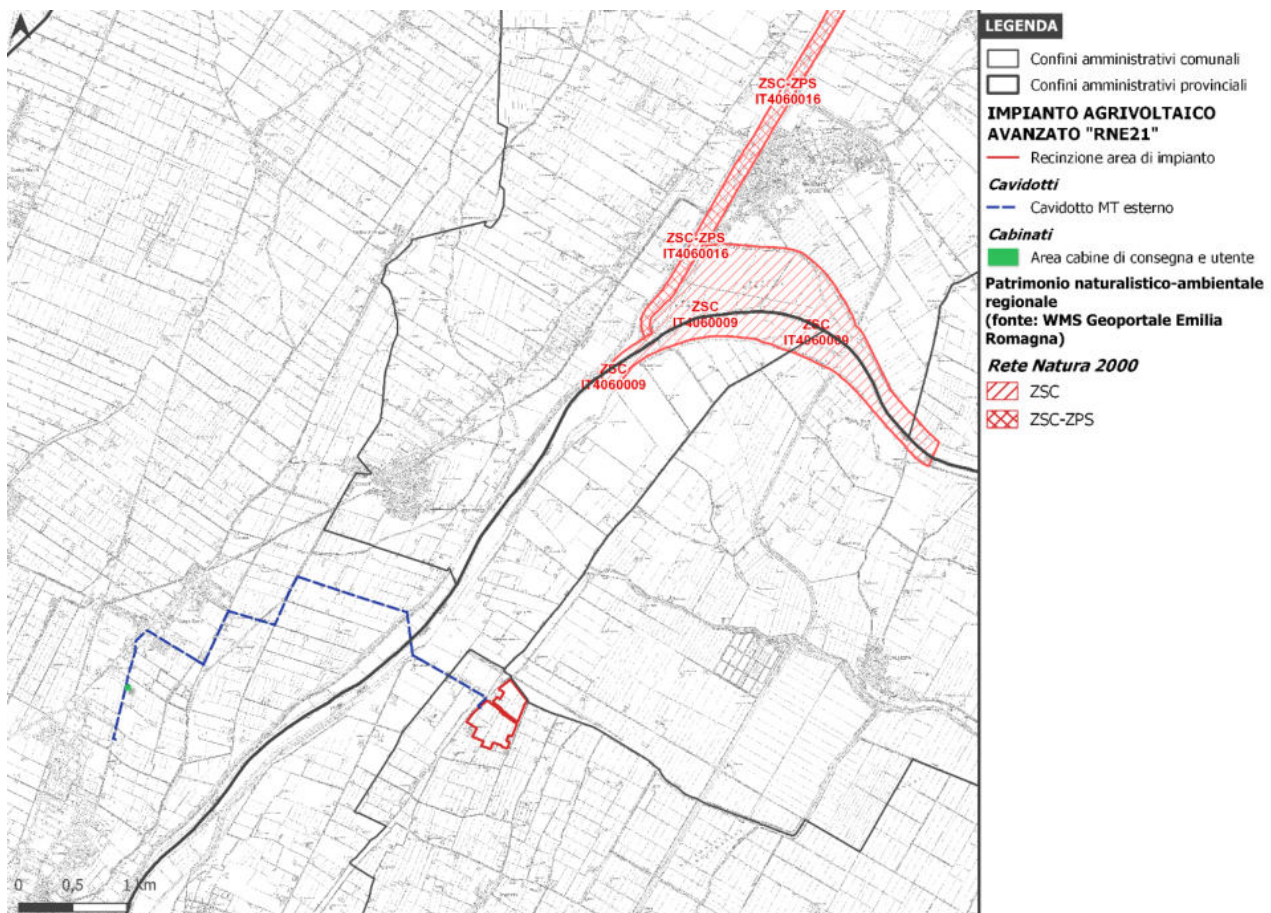 ZSC-ZPS
IT4060016
ZSC-ZPS
IT4060016
ZSC
IT4060009
ZSC
IT4060009
ZSC
IT4060009
0 0,5 1 km
LEGENDA
Confini amministrativi comunali
Confini amministrativi provinciali
IMPIANTO AGRIVOLTAICO
AVANZATO "RNE21"
Recinzione area di impianto
Cavidotti
Cavidotto MT esterno
Cabinati
Area cabine di consegna e utente
Patrimonio naturalistico-ambientale
regionale
(fonte: WMS Geoportale Emilia
Romagna)
Rete Natura 2000
ZSC
ZSC-ZPS